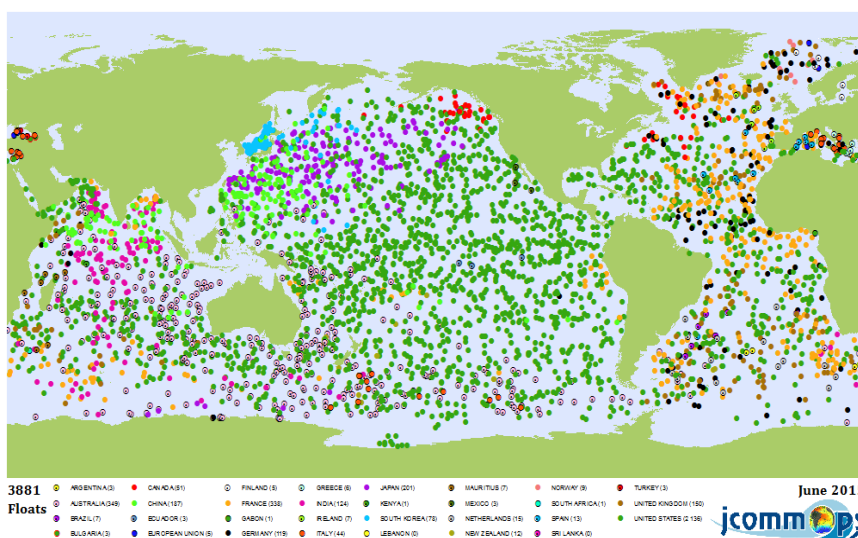 3881 Floats
ARGENTINA (3) CANADA (51) FINLAND (5) GREECE (6) JAPAN (201) MAURITIUS (7) NORWAY (9) TURKEY (3)
AUSTRALIA (349) CHINA (187) FRANCE (338) INDIA (124) KENYA (1) MEXICO (3) SOUTH AFRICA (1) UNITED KINGDOM (150)
BRAZIL (7) ECUADOR (3) GABON (1) IRELAND (7) SOUTH KOREA (78) NETHERLANDS (15) SPAIN (13) UNITED STATES (2 136)
BULGARIA (3) EUROPEAN UNION (5) GERMANY (119) ITALY (44) LEBANON (0) NEW ZEALAND (12) SRI LANKA (0)
June 201
jcommOps